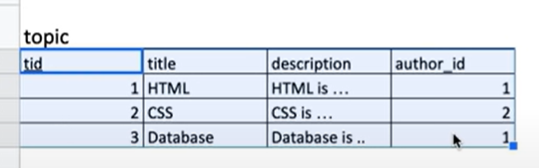 topic
tid title description author_id
1 HTML HTML is ... 1
2 CSS CSS is ... 2
3 Database Database is .. 1